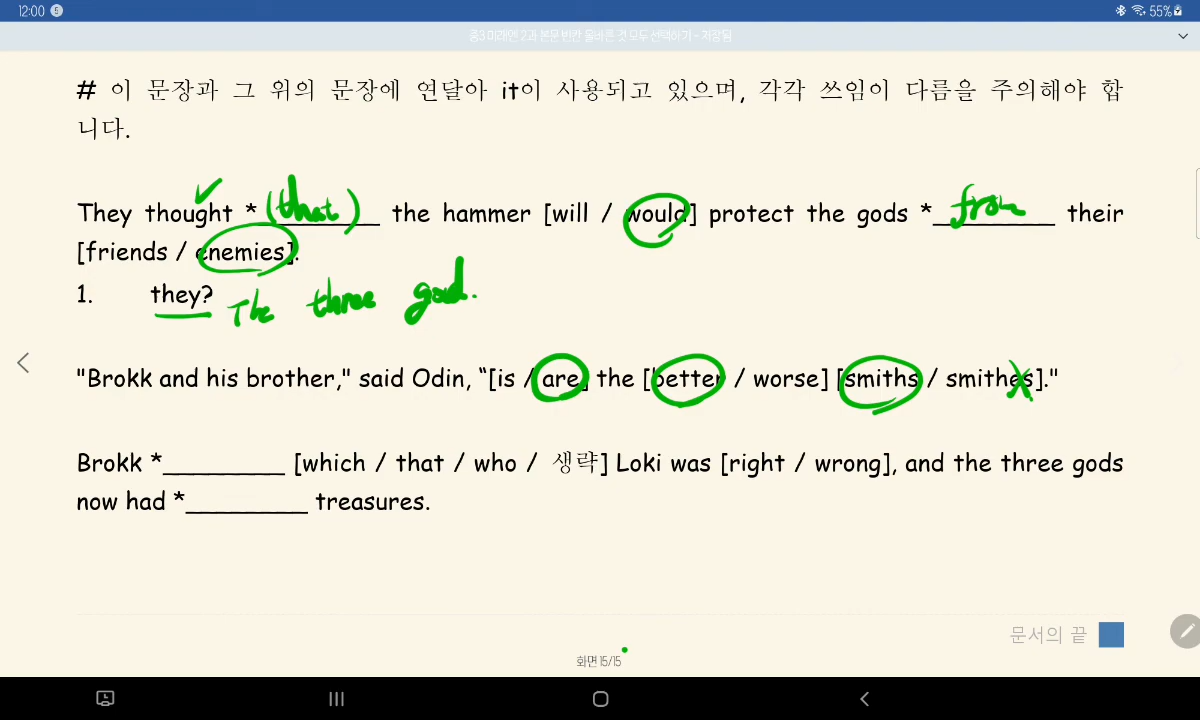 12:00 5 55%
중3 미래엔 2과 본문 빈칸 올바른 것 모두 선택하기 - 저장됨
# 이 문장과 그 위의 문장에 연달아 it이 사용되고 있으며, 각각 쓰임이 다름을 주의해야 합
니다.
They thought *(that) the hammer [will / would] protect the gods * from their
[friends / enemies].
1. they? The three god.
"Brokk and his brother," said Odin, “[is / are] the [better / worse] [smiths / smithes]."
Brokk *________ [which / that / who / 생략] Loki was [right / wrong], and the three gods
now had *________ treasures.
문서의 끝
화면 15/15